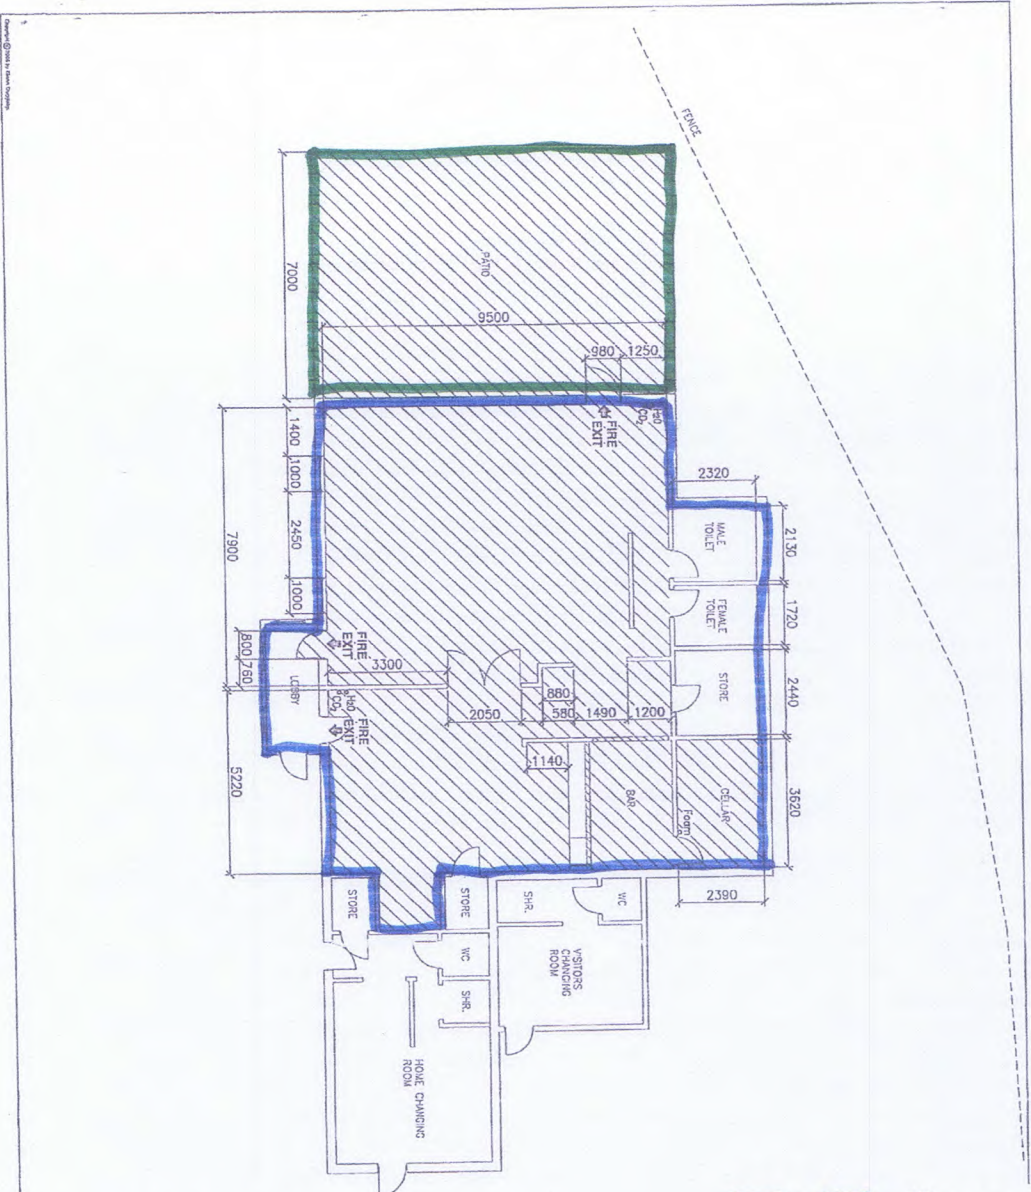 FENCE
PATIO
7000
9500
980
1250
FIRE
EXIT
H2O
CO₂
1400
1000
2450
1000
7900
2320
MALE
TOILET
2130
FEMALE
TOILET
1720
STORE
2440
FIRE
EXIT
3300
800
760
LOBBY
H2O
CO₂
FIRE
EXIT
2050
880
580
1490
1200
1140
BAR
CELLAR
Foam
3620
5220
2390
STORE
STORE
SHR.
WC
WC
SHR.
VISITORS
CHANGING
ROOM
HOME CHANGING
ROOM